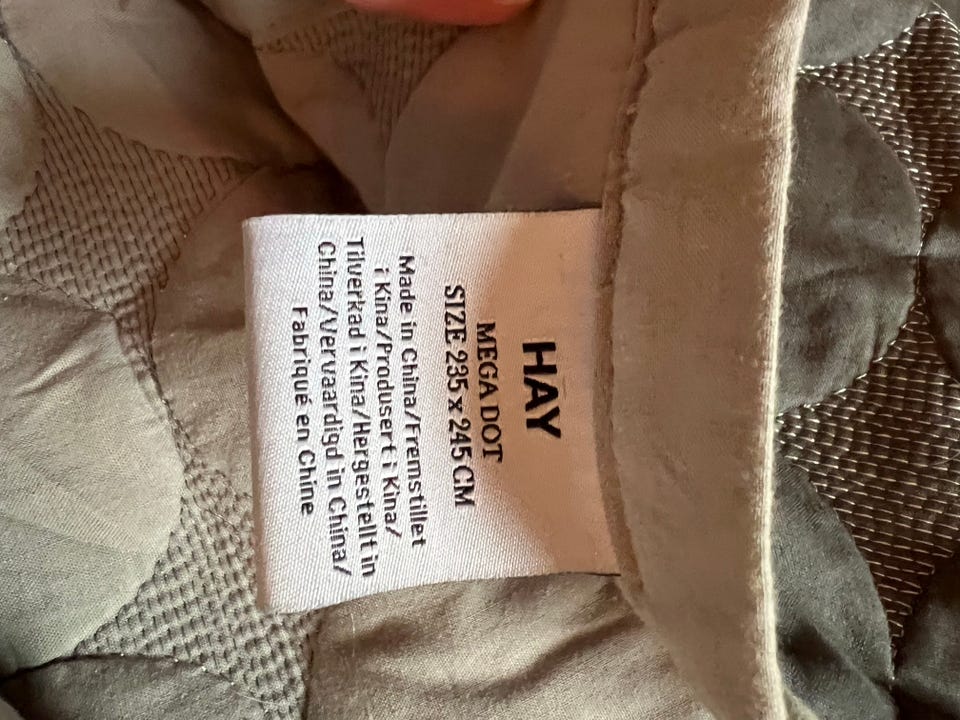 HAY
MEGA DOT
SIZE 235 x 245 CM
Made in China/Fremstillet
i Kina/Produsert i Kina/
Tilverkad i Kina/Hergestellt in
China/Vervaardigd in China/
Fabriqué en Chine